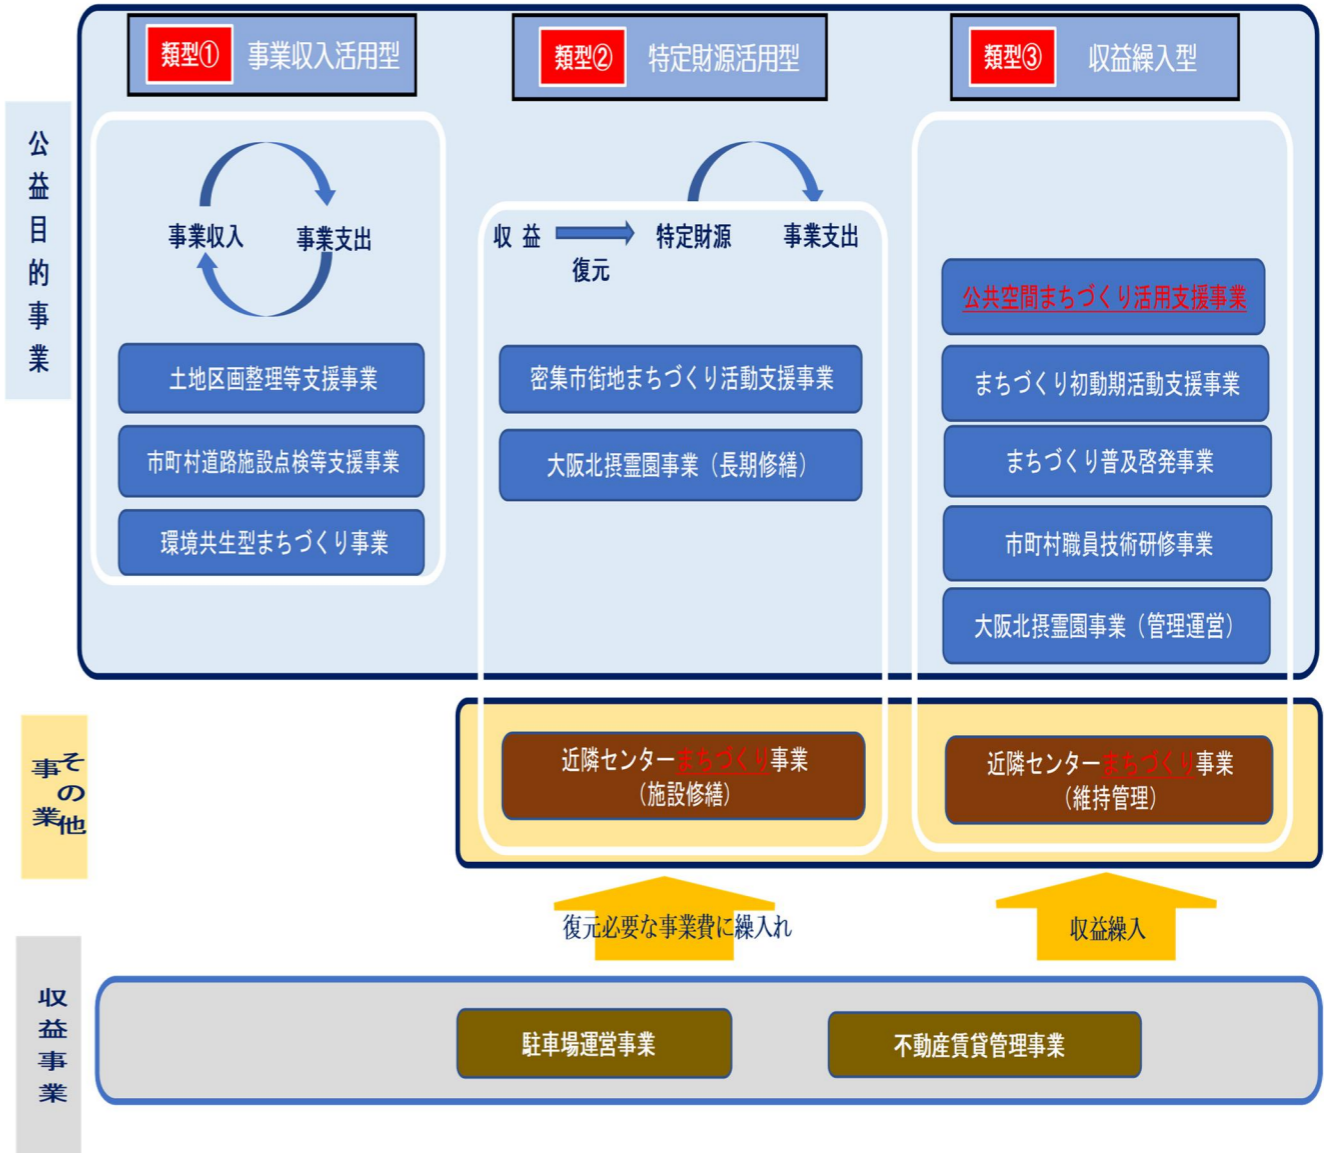 類型① 事業収入活用型
類型② 特定財源活用型
類型③ 収益繰入型
公益目的事業
事業収入
事業支出
土地区画整理等支援事業
市町村道路施設点検等支援事業
環境共生型まちづくり事業
収 益
復元
特定財源
事業支出
密集市街地まちづくり活動支援事業
大阪北摂霊園事業（長期修繕）
公共空間まちづくり活用支援事業
まちづくり初動期活動支援事業
まちづくり普及啓発事業
市町村職員技術研修事業
大阪北摂霊園事業（管理運営）
その他
事業
近隣センターまちづくり事業
（施設修繕）
近隣センターまちづくり事業
（維持管理）
復元必要な事業費に繰入れ
収益繰入
収益事業
駐車場運営事業
不動産賃貸管理事業